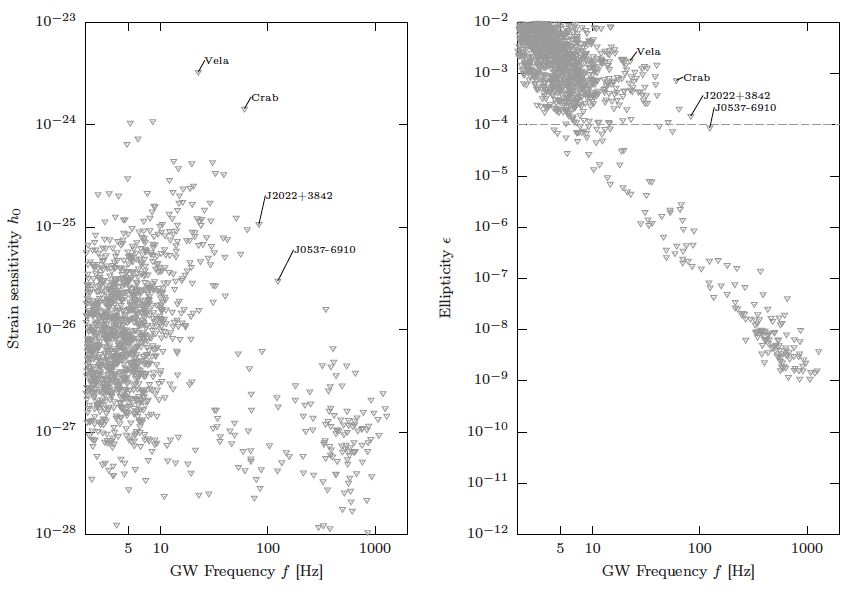 10−23
10−24
10−25
10−26
10−27
10−28
Strain sensitivity h0
Vela
Crab
J2022+3842
J0537-6910
5 10 100 1000
GW Frequency f [Hz]
10−2
10−3
10−4
10−5
10−6
10−7
10−8
10−9
10−10
10−11
10−12
Ellipticity ϵ
Vela
Crab
J2022+3842
J0537-6910
5 10 100 1000
GW Frequency f [Hz]